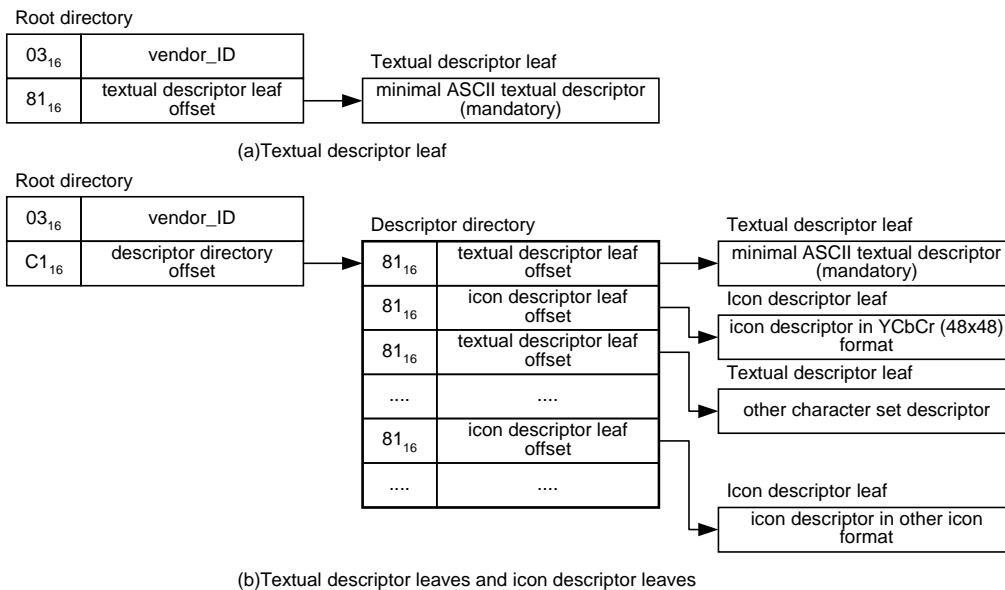 Root directory
03₁₆ vendor_ID
81₁₆ textual descriptor leaf
offset
Textual descriptor leaf
minimal ASCII textual descriptor
(mandatory)
(a)Textual descriptor leaf
Root directory
03₁₆ vendor_ID
C1₁₆ descriptor directory
offset
Descriptor directory
81₁₆ textual descriptor leaf
offset
81₁₆ icon descriptor leaf
offset
81₁₆ textual descriptor leaf
offset
.... ....
81₁₆ icon descriptor leaf
offset
.... ....
Textual descriptor leaf
minimal ASCII textual descriptor
(mandatory)
Icon descriptor leaf
icon descriptor in YCbCr (48x48)
format
Textual descriptor leaf
other character set descriptor
Icon descriptor leaf
icon descriptor in other icon
format
(b)Textual descriptor leaves and icon descriptor leaves